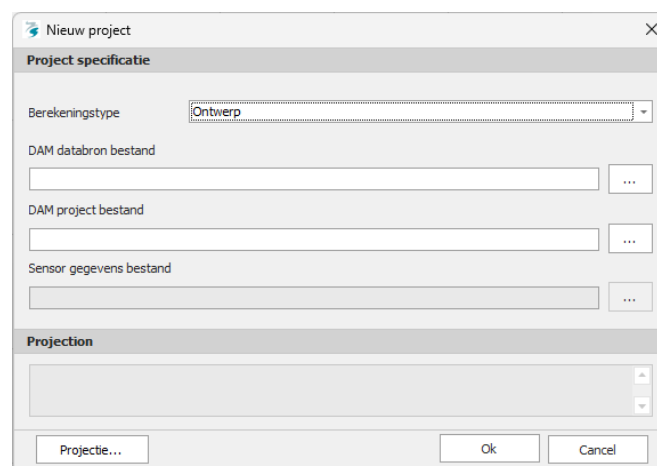 Nieuw project
Project specificatie
Berekeningstype
Ontwerp
DAM databron bestand
...
DAM project bestand
...
Sensor gegevens bestand
...
Projection
Projectie...
Ok
Cancel